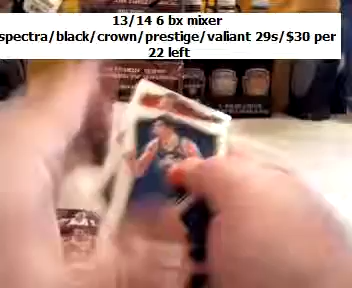 13/14 6 bx mixer
spectra/black/crown/prestige/valiant 29s/$30 per
22 left